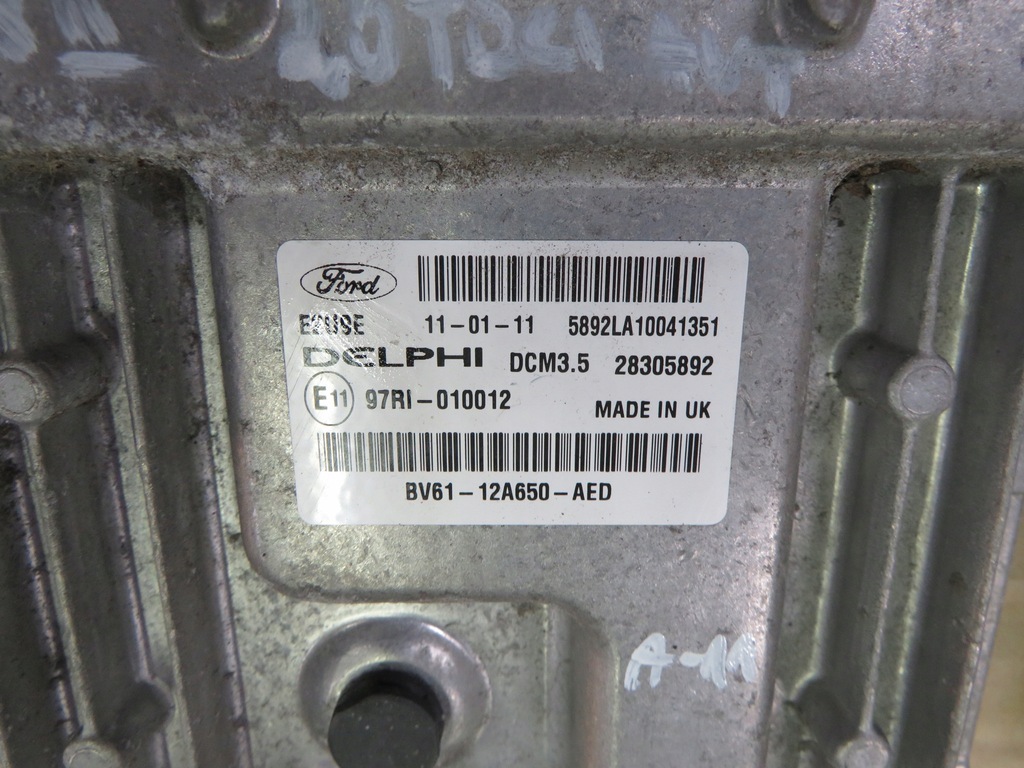 2.0 TDCI AUT
Ford
11-01-11 5892LA10041351
DELPHI DCM3.5 28305892
E11 97RI-010012 MADE IN UK
BV61-12A650-AED
A-11